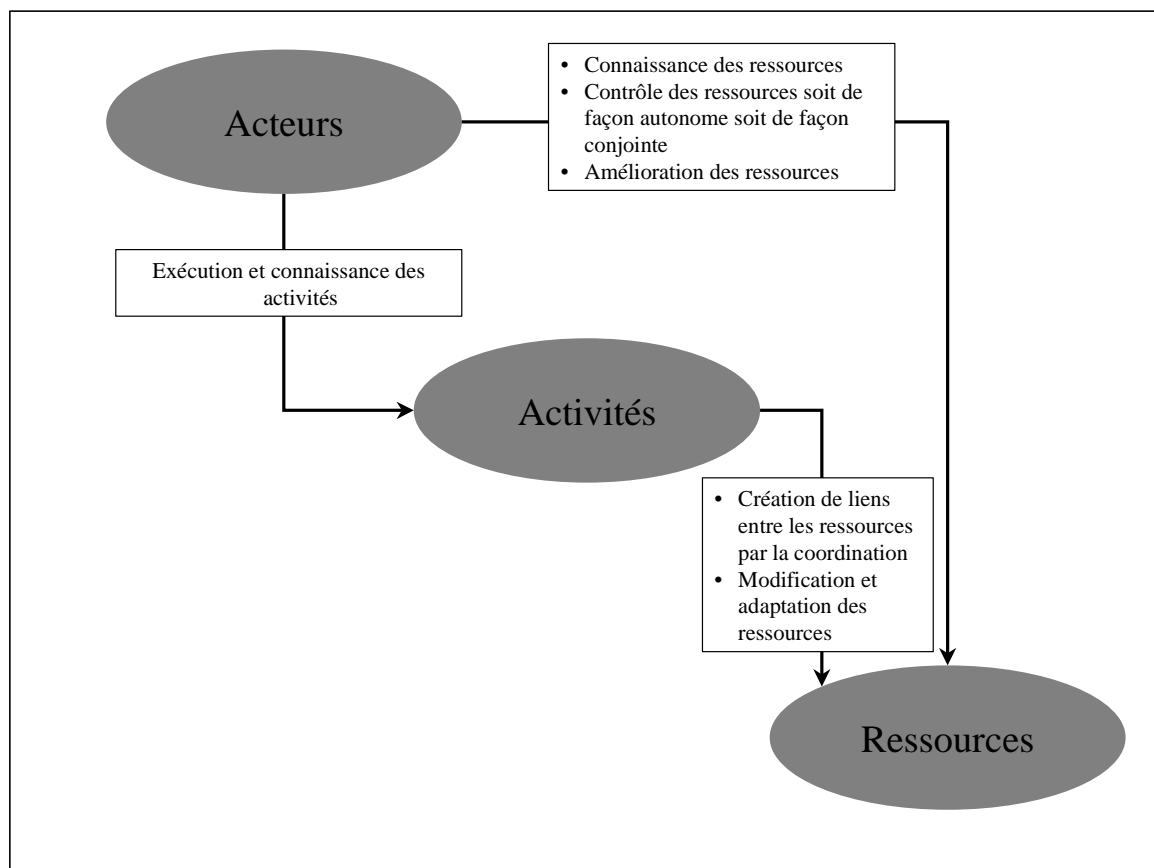 Acteurs
• Connaissance des ressources
• Contrôle des ressources soit de
façon autonome soit de façon
conjointe
• Amélioration des ressources
Exécution et connaissance des
activités
Activités
• Création de liens
entre les ressources
par la coordination
• Modification et
adaptation des
ressources
Ressources